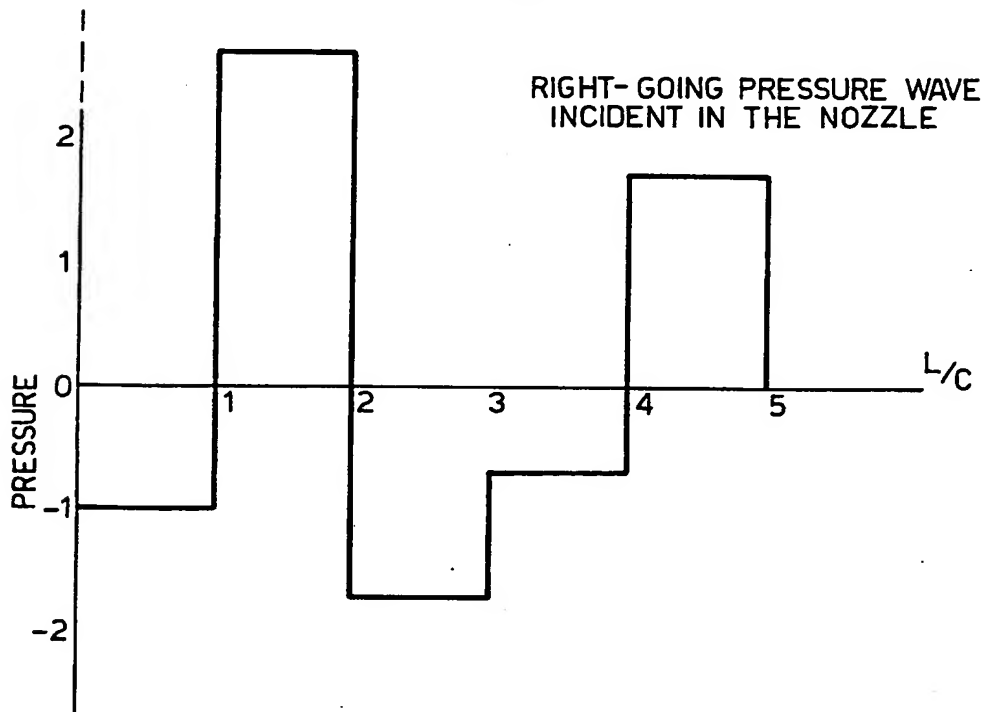 RIGHT-GOING PRESSURE WAVE
INCIDENT IN THE NOZZLE
2
1
0
-1
-2
PRESSURE
1
2
3
4
5
L/C